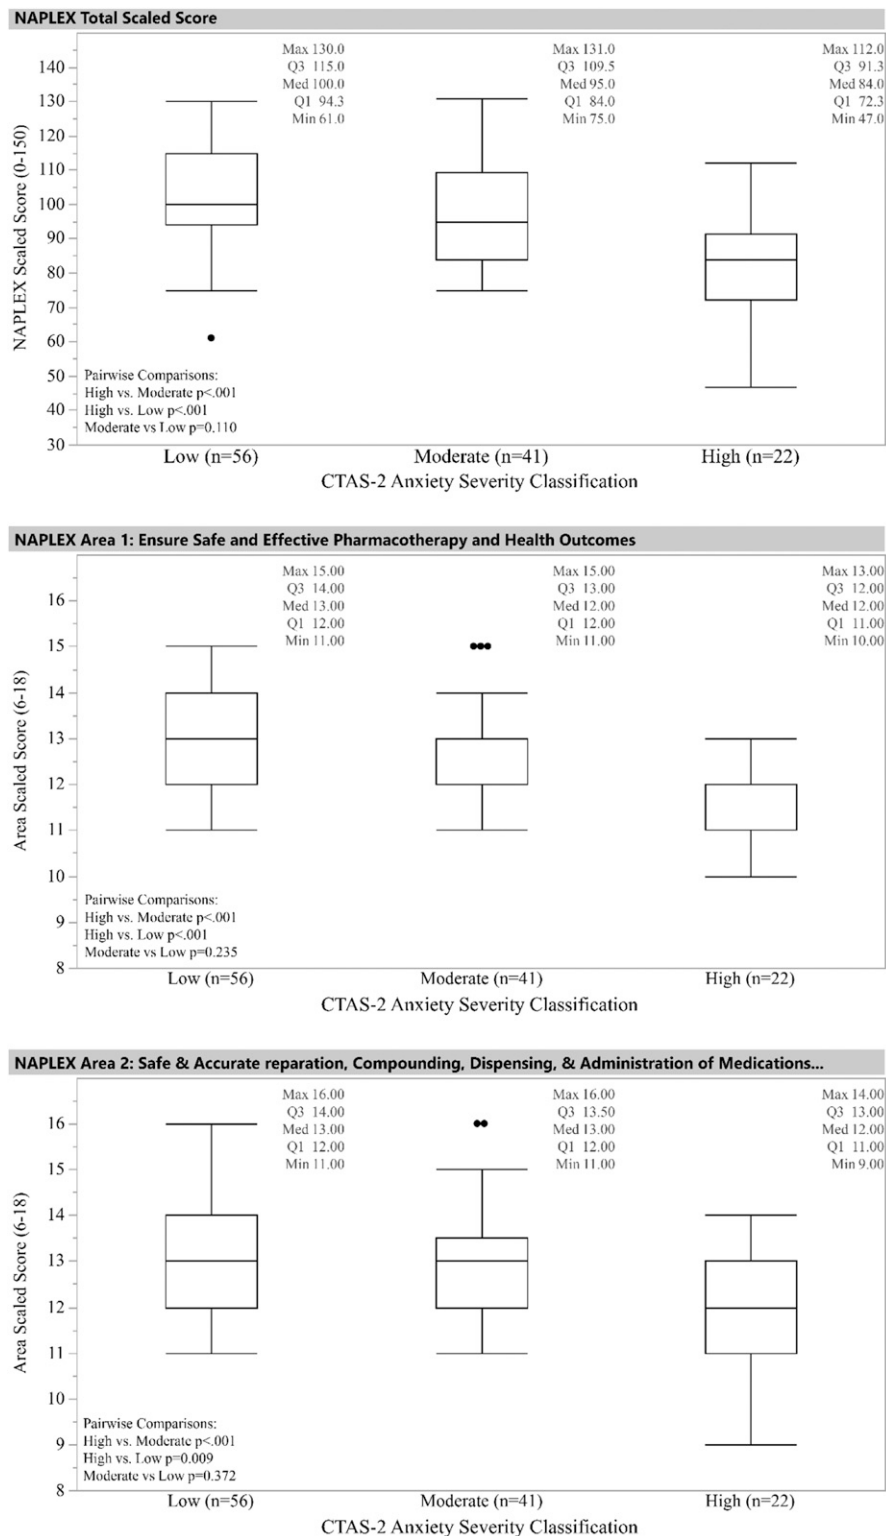 NAPLEX Total Scaled Score
Max 130.0
Q3 115.0
Med 100.0
Q1 94.3
Min 61.0
Max 131.0
Q3 109.5
Med 95.0
Q1 84.0
Min 75.0
Max 112.0
Q3 91.3
Med 84.0
Q1 72.3
Min 47.0
NAPLEX Scaled Score (0-150)
140
130
120
110
100
90
80
70
60
50
40
30
Pairwise Comparisons:
High vs. Moderate p<.001
High vs. Low p<.001
Moderate vs Low p=0.110
Low (n=56)
Moderate (n=41)
High (n=22)
CTAS-2 Anxiety Severity Classification
NAPLEX Area 1: Ensure Safe and Effective Pharmacotherapy and Health Outcomes
Max 15.00
Q3 14.00
Med 13.00
Q1 12.00
Min 11.00
Max 15.00
Q3 13.00
Med 12.00
Q1 12.00
Min 11.00
Max 13.00
Q3 12.00
Med 12.00
Q1 11.00
Min 10.00
Area Scaled Score (6-18)
16
15
14
13
12
11
10
9
8
Pairwise Comparisons:
High vs. Moderate p<.001
High vs. Low p<.001
Moderate vs Low p=0.235
Low (n=56)
Moderate (n=41)
High (n=22)
CTAS-2 Anxiety Severity Classification
NAPLEX Area 2: Safe & Accurate reparation, Compounding, Dispensing, & Administration of Medications...
Max 16.00
Q3 14.00
Med 13.00
Q1 12.00
Min 11.00
Max 16.00
Q3 13.50
Med 13.00
Q1 12.00
Min 11.00
Max 14.00
Q3 13.00
Med 12.00
Q1 11.00
Min 9.00
Area Scaled Score (6-18)
16
15
14
13
12
11
10
9
8
Pairwise Comparisons:
High vs. Moderate p<.001
High vs. Low p=0.009
Moderate vs Low p=0.372
Low (n=56)
Moderate (n=41)
High (n=22)
CTAS-2 Anxiety Severity Classification